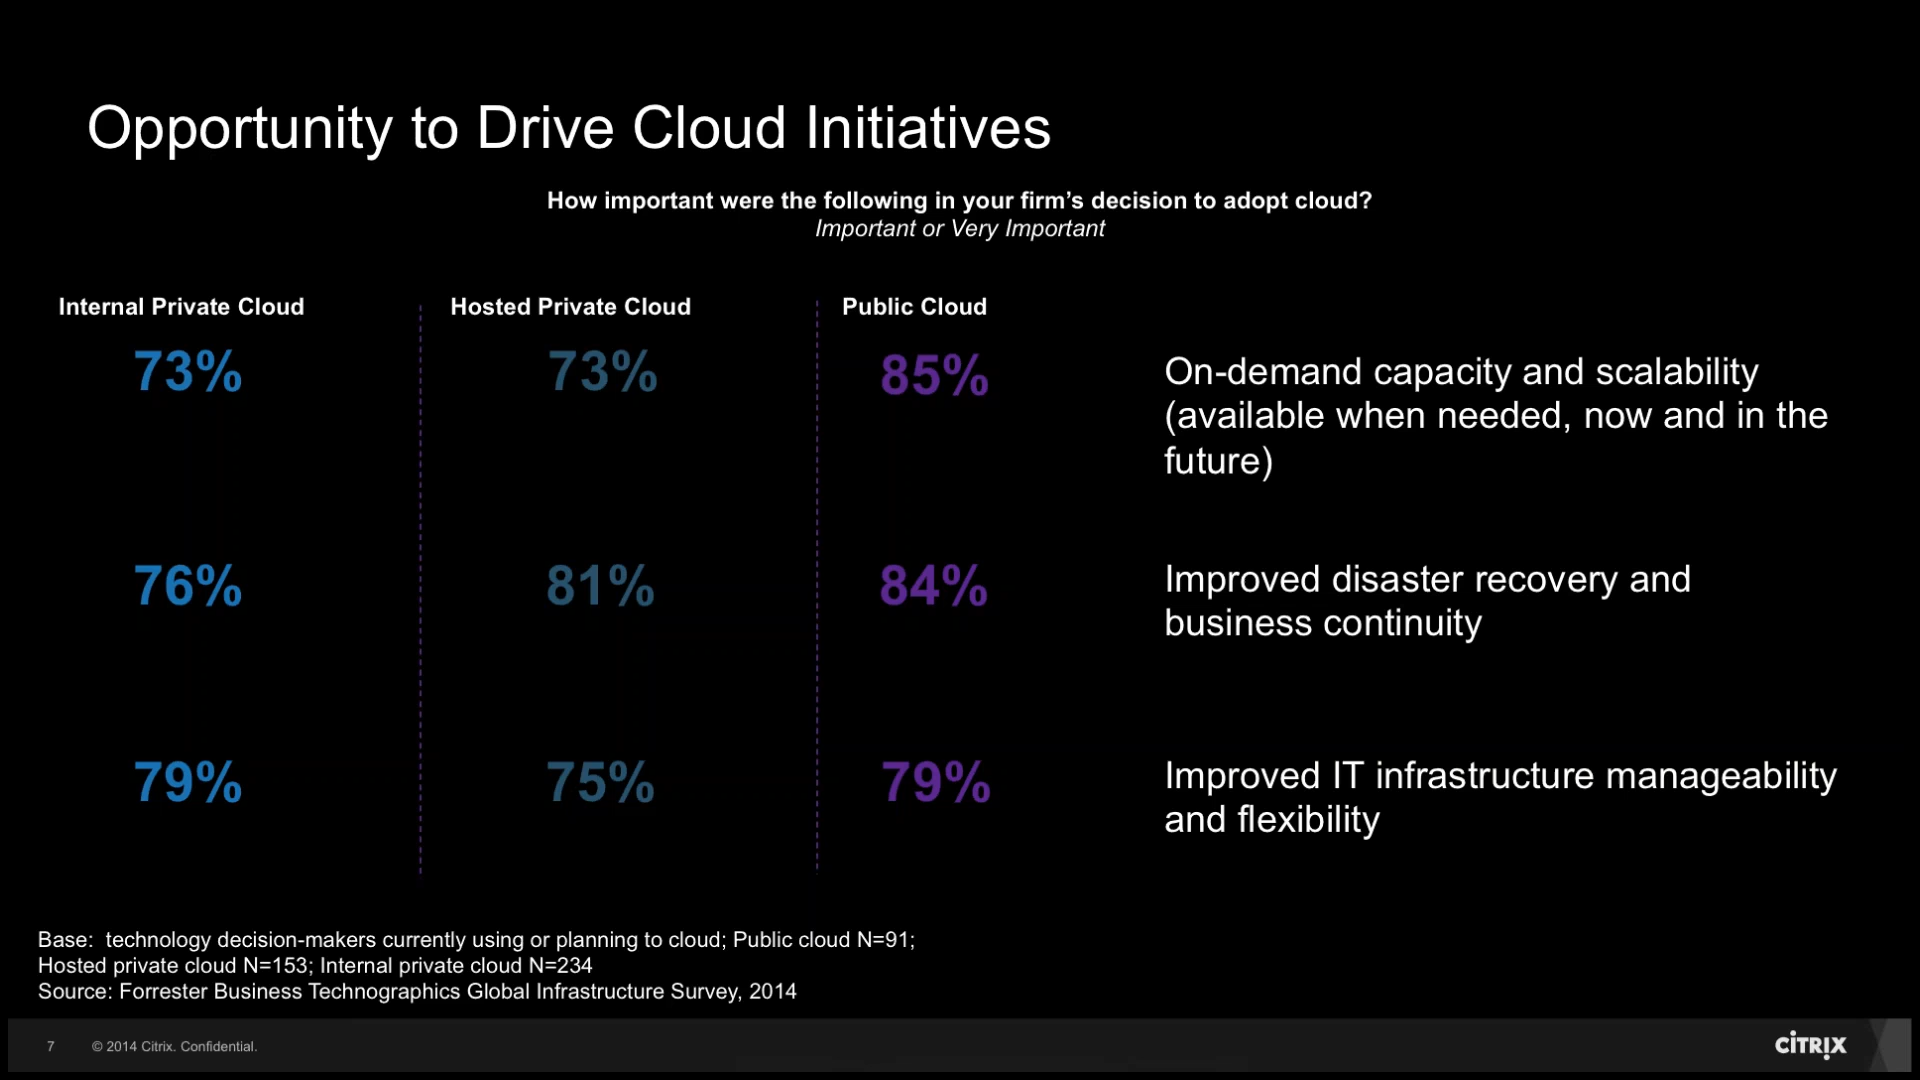 Opportunity to Drive Cloud Initiatives
How important were the following in your firm’s decision to adopt cloud?
Important or Very Important
Internal Private Cloud
Hosted Private Cloud
Public Cloud
73%
73%
85%
On-demand capacity and scalability
(available when needed, now and in the
future)
76%
81%
84%
Improved disaster recovery and
business continuity
79%
75%
79%
Improved IT infrastructure manageability
and flexibility
Base:  technology decision-makers currently using or planning to cloud; Public cloud N=91;
Hosted private cloud N=153; Internal private cloud N=234
Source: Forrester Business Technographics Global Infrastructure Survey, 2014
7
© 2014 Citrix. Confidential.
CİTRIX